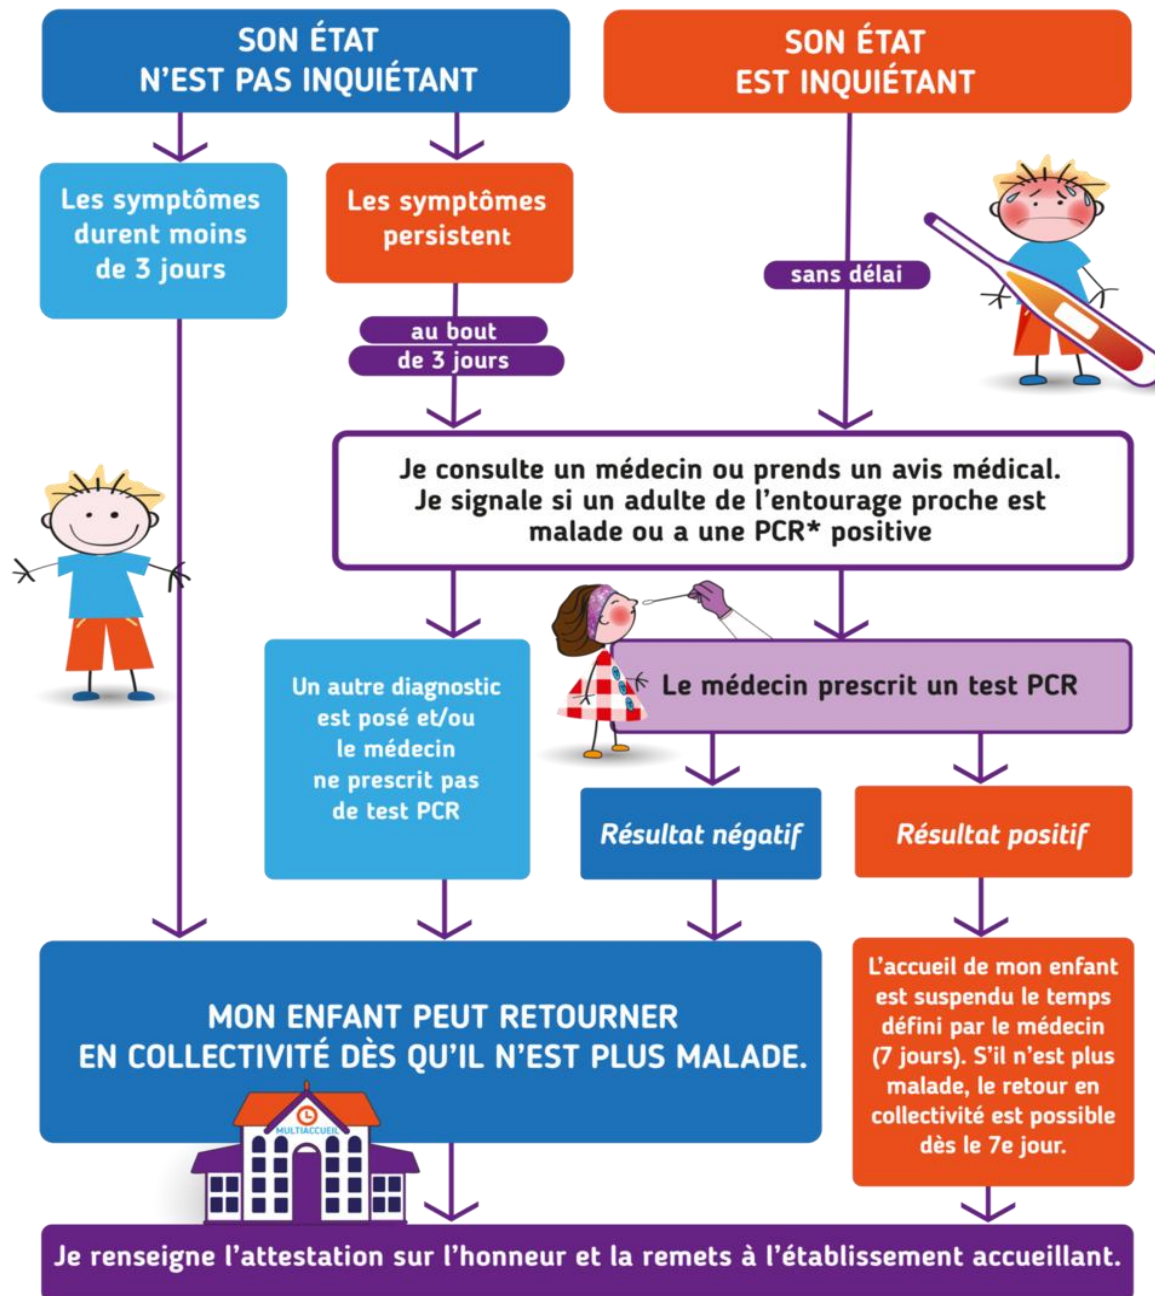 SON ÉTAT
N'EST PAS INQUIÉTANT
SON ÉTAT
EST INQUIÉTANT
Les symptômes
durent moins
de 3 jours
Les symptômes
persistent
au bout
de 3 jours
sans délai
Je consulte un médecin ou prends un avis médical.
Je signale si un adulte de l'entourage proche est
malade ou a une PCR* positive
Un autre diagnostic
est posé et/ou
le médecin
ne prescrit pas
de test PCR
Le médecin prescrit un test PCR
Résultat négatif
Résultat positif
MON ENFANT PEUT RETOURNER
EN COLLECTIVITÉ DÈS QU'IL N'EST PLUS MALADE.
MULTIACCUEIL
L'accueil de mon enfant
est suspendu le temps
défini par le médecin
(7 jours). S'il n'est plus
malade, le retour en
collectivité est possible
dès le 7e jour.
Je renseigne l'attestation sur l'honneur et la remets à l'établissement accueillant.